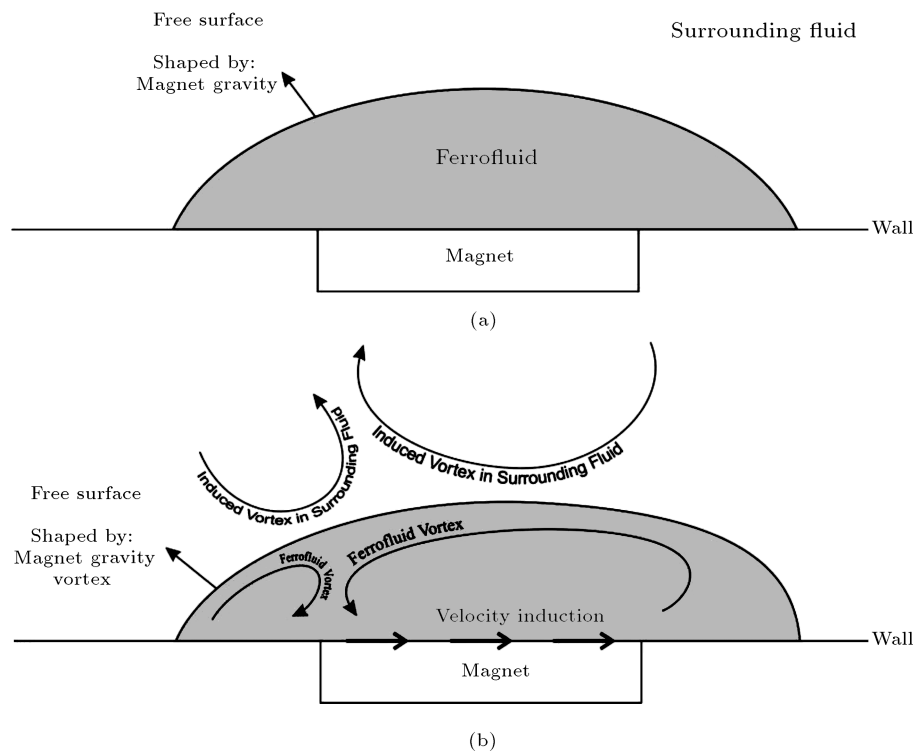 Free surface
Surrounding fluid
Shaped by:
Magnet gravity
Ferrofluid
Wall
Magnet
(a)
Induced Vortex in Surrounding Fluid
Induced Vortex in Surrounding Fluid
Free surface
Shaped by:
Magnet gravity
vortex
Ferrofluid Vortex
Ferrofluid Vortex
Velocity induction
Wall
Magnet
(b)